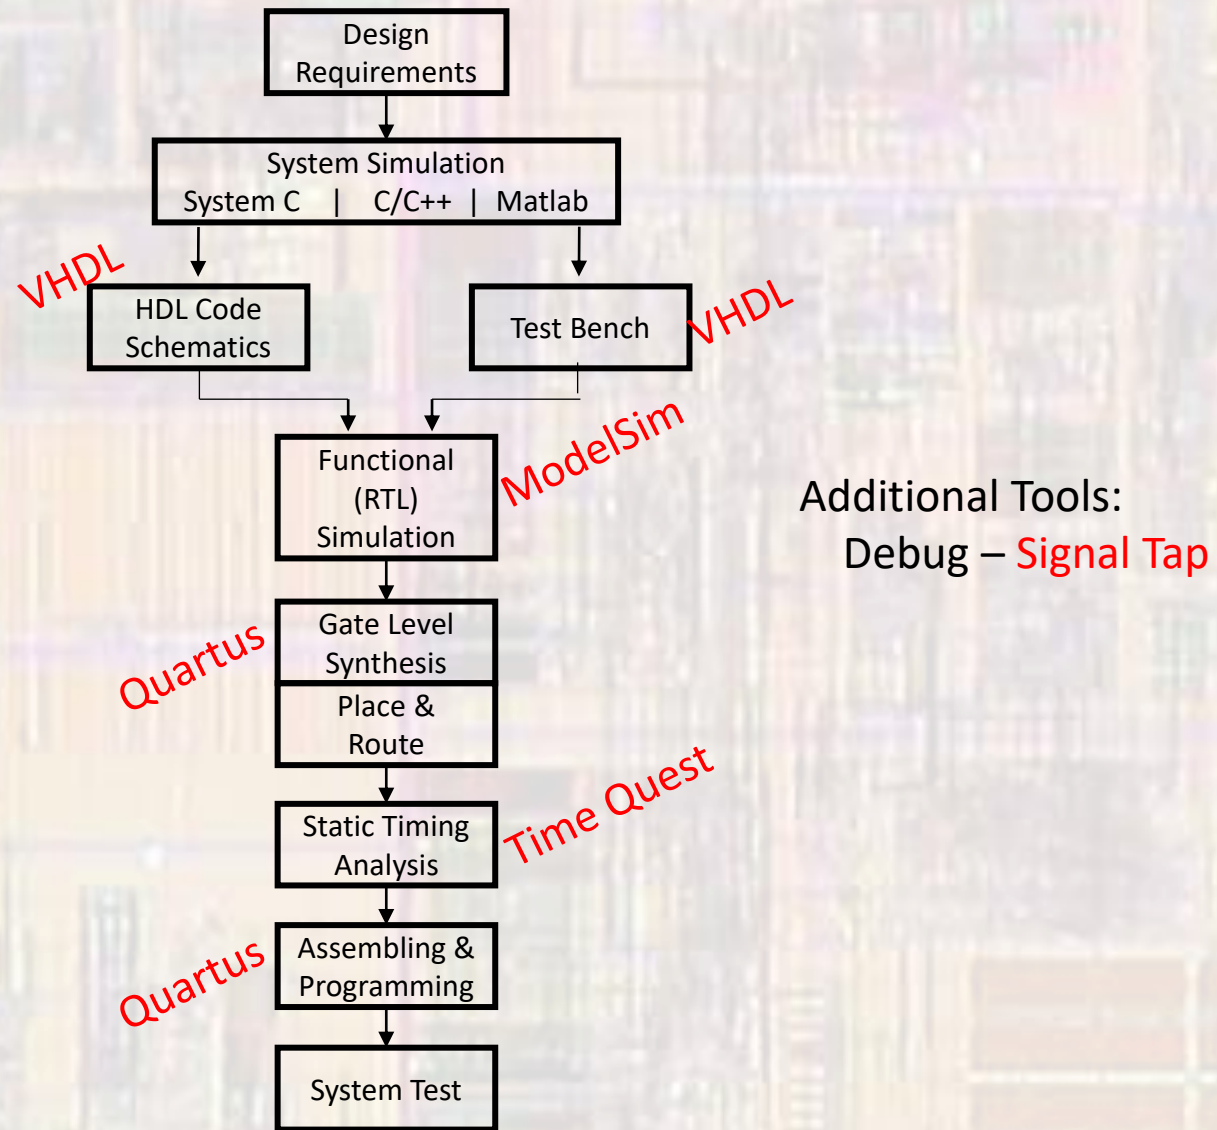 Design
Requirements
System Simulation
System C | C/C++ | Matlab
VHDL
HDL Code
Schematics
Test Bench
VHDL
Functional
(RTL)
Simulation
ModelSim
Additional Tools:
Debug – Signal Tap
Quartus
Gate Level
Synthesis
Place &
Route
Static Timing
Analysis
Time Quest
Quartus
Assembling &
Programming
System Test